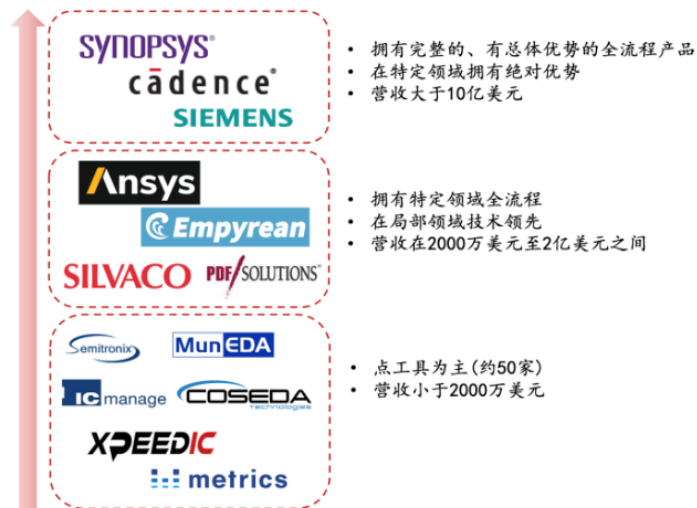 SYNOPSYS®
cādence®
SIEMENS
• 拥有完整的、有总体优势的全流程产品
• 在特定领域拥有绝对优势
• 营收大于10亿美元
Ansys
Empyrean
SILVACO PDF/SOLUTIONS™
• 拥有特定领域全流程
• 在局部领域技术领先
• 营收在2000万美元至2亿美元之间
Semitronix MunEDA
IC manage COSEDA
Technologies
XPEEDIC
metrics
• 点工具为主(约50家)
• 营收小于2000万美元